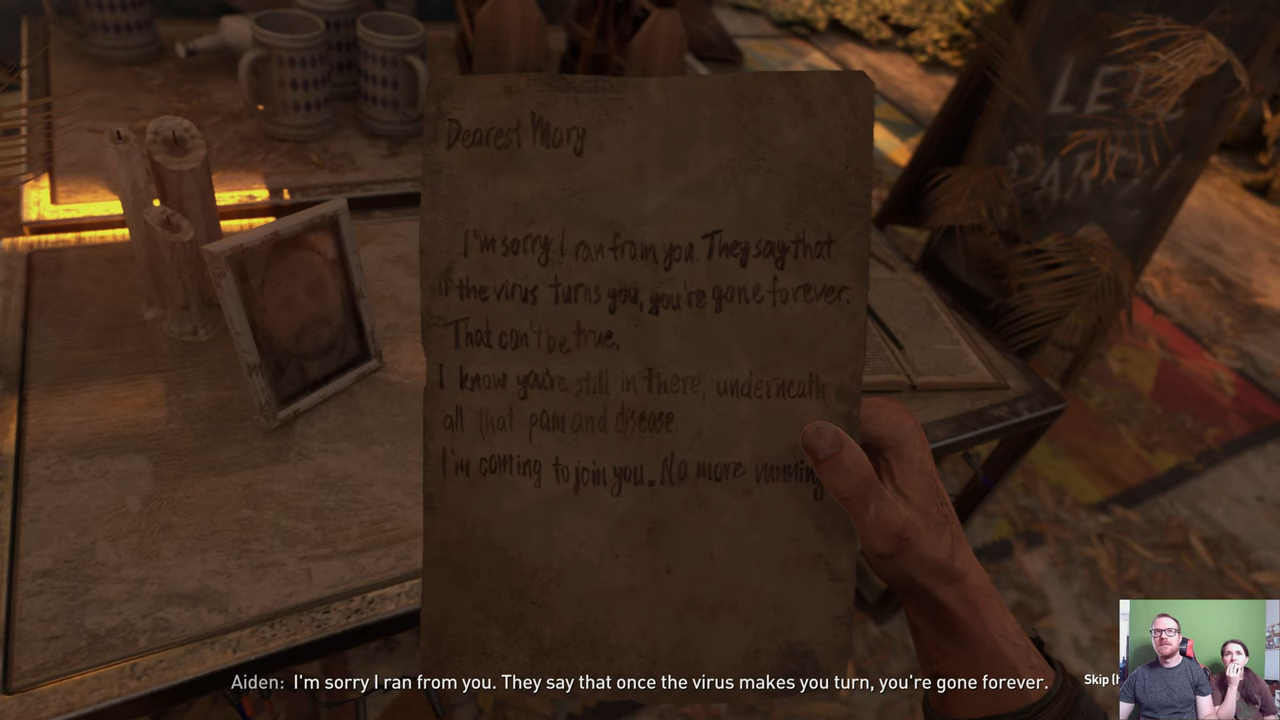 LET'S
PARTY
Dearest Mary
I'm sorry I ran from you. They say that
if the virus turns you, you're gone forever.
That can't be true.
I know you're still in there, underneath
all that pain and disease.
I'm coming to join you. No more running
Aiden: I'm sorry I ran from you. They say that once the virus makes you turn, you're gone forever.
Skip